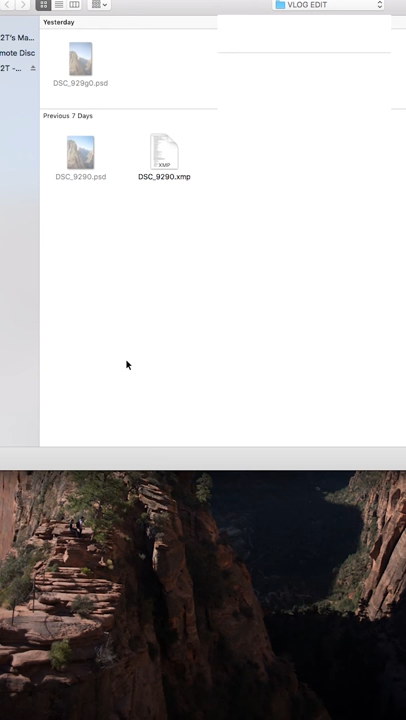 VLOG EDIT
Yesterday
2T's Ma...
mote Disc
2T -...
DSC_929g0.psd
Previous 7 Days
XMP
DSC_9290.psd
DSC_9290.xmp